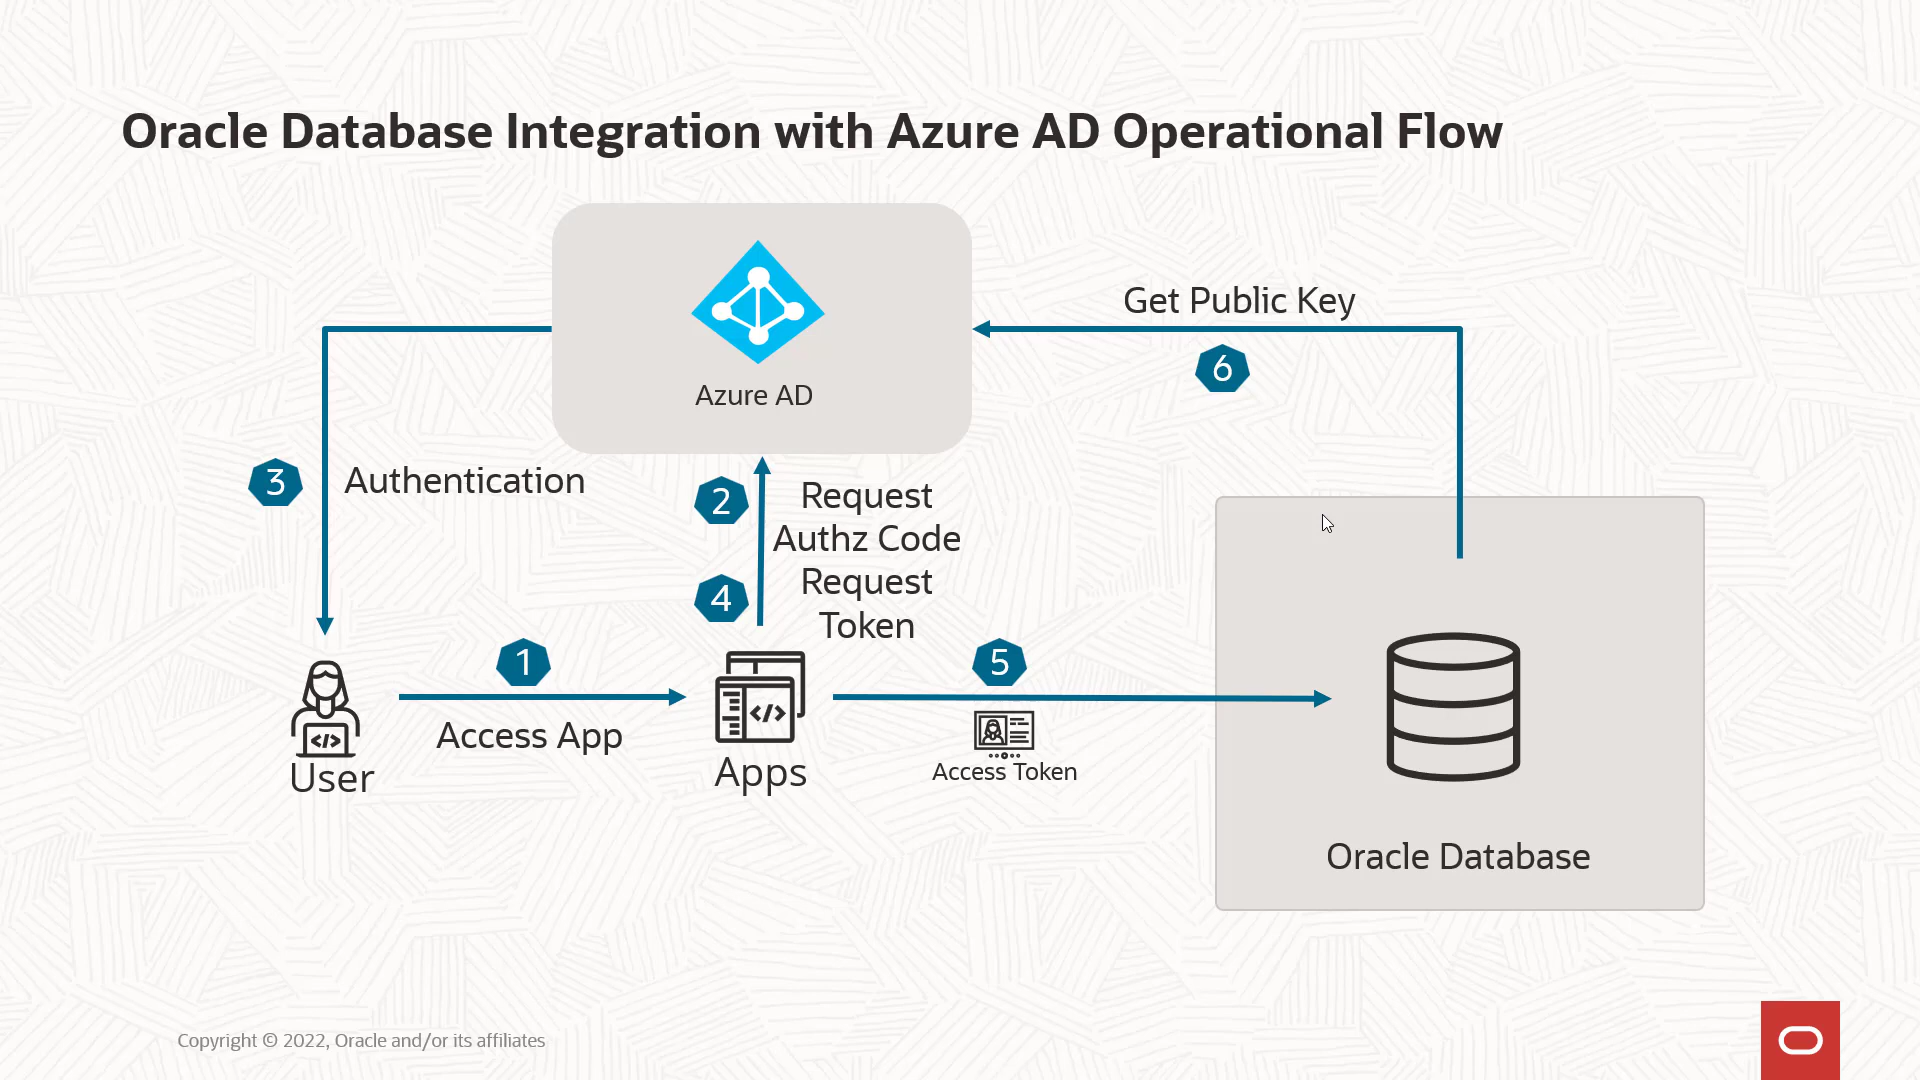 Oracle Database Integration with Azure AD Operational Flow
Azure AD
Get Public Key
6
3
Authentication
2
Request
Authz Code
4
Request
Token
1
5
Access App
Access Token
User
Apps
Oracle Database
Copyright © 2022, Oracle and/or its affiliates